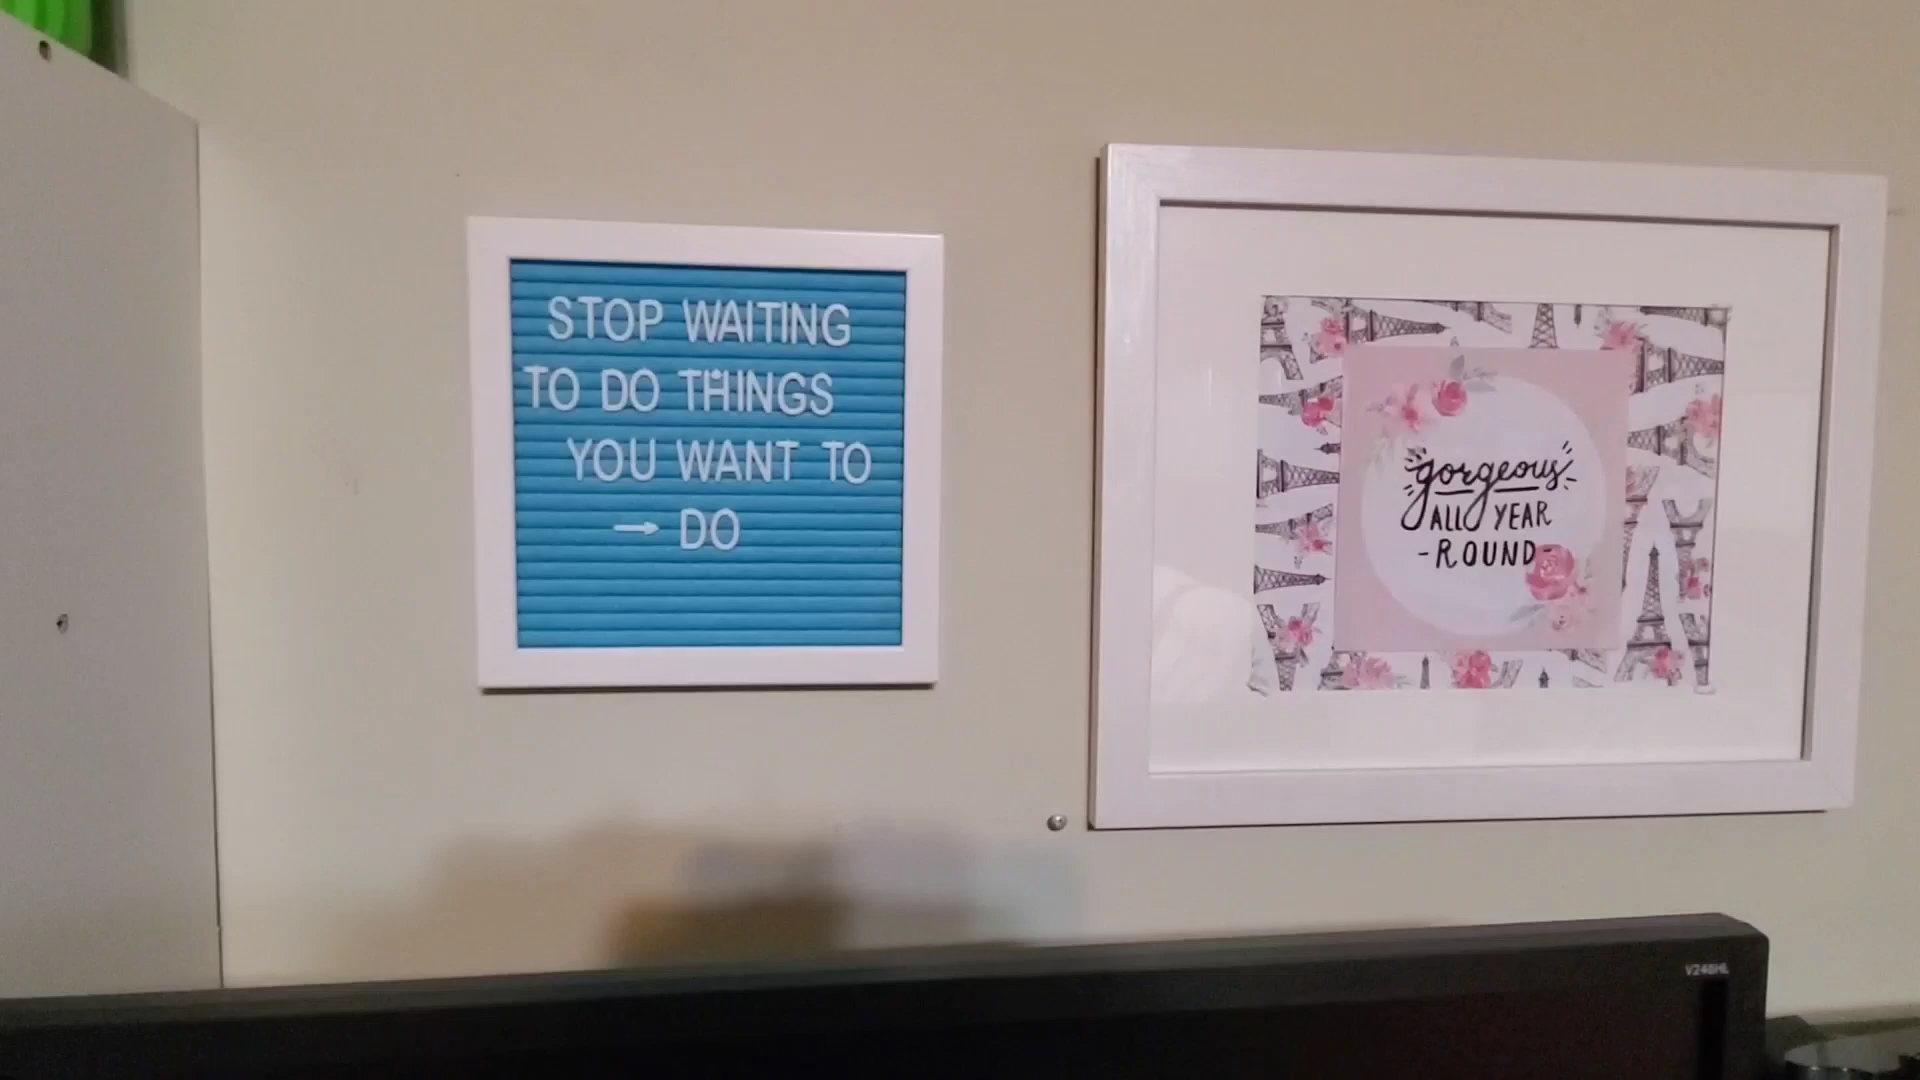 STOP WAITING
TO DO THINGS
YOU WANT TO
→ DO
gorgeous
ALL YEAR
-ROUND-
V246HL